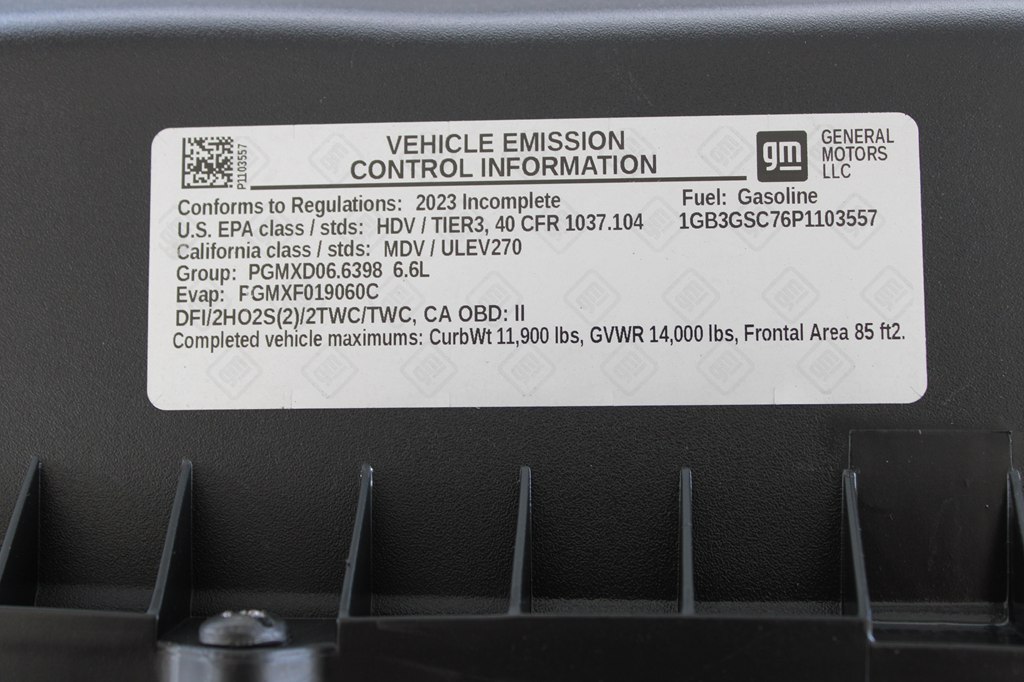 P1103557
VEHICLE EMISSION
CONTROL INFORMATION
gm
GENERAL
MOTORS
LLC
Conforms to Regulations: 2023 Incomplete
Fuel: Gasoline
U.S. EPA class / stds: HDV / TIER3, 40 CFR 1037.104
1GB3GSC76P1103557
California class / stds: MDV / ULEV270
Group: PGMXD06.6398 6.6L
Evap: PGMXF019060C
DFI/2HO2S(2)/2TWC/TWC, CA OBD: II
Completed vehicle maximums: CurbWt 11,900 lbs, GVWR 14,000 lbs, Frontal Area 85 ft2.